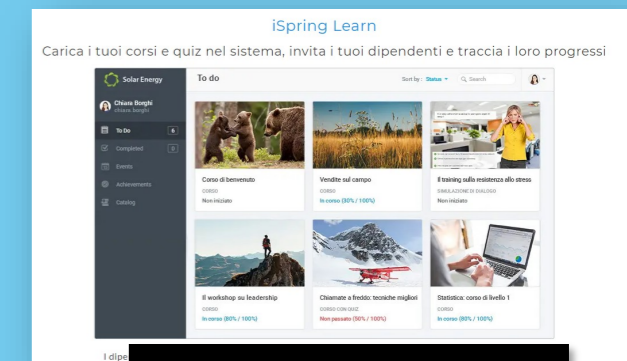 iSpring Learn
Carica i tuoi corsi e quiz nel sistema, invita i tuoi dipendenti e traccia i loro progressi
Solar Energy
To do
Sort by: Status
Search
Chiara Borghi
chiara.borghi
To Do 6
Completed 0
Events
Achievements
Catalog
Corso di benvenuto
CORSO
Non iniziato
Vendite sul campo
CORSO
In corso (80% / 100%)
Il training sulla resistenza allo stress
SIMULAZIONE DI DIALOGO
Non iniziato
Il workshop su leadership
CORSO
In corso (80% / 100%)
Chiamate a freddo: tecniche migliori
CORSO CON QUIZ
Non passato (50% / 100%)
Statistica: corso di livello 1
CORSO
In corso (80% / 100%)
I dipe